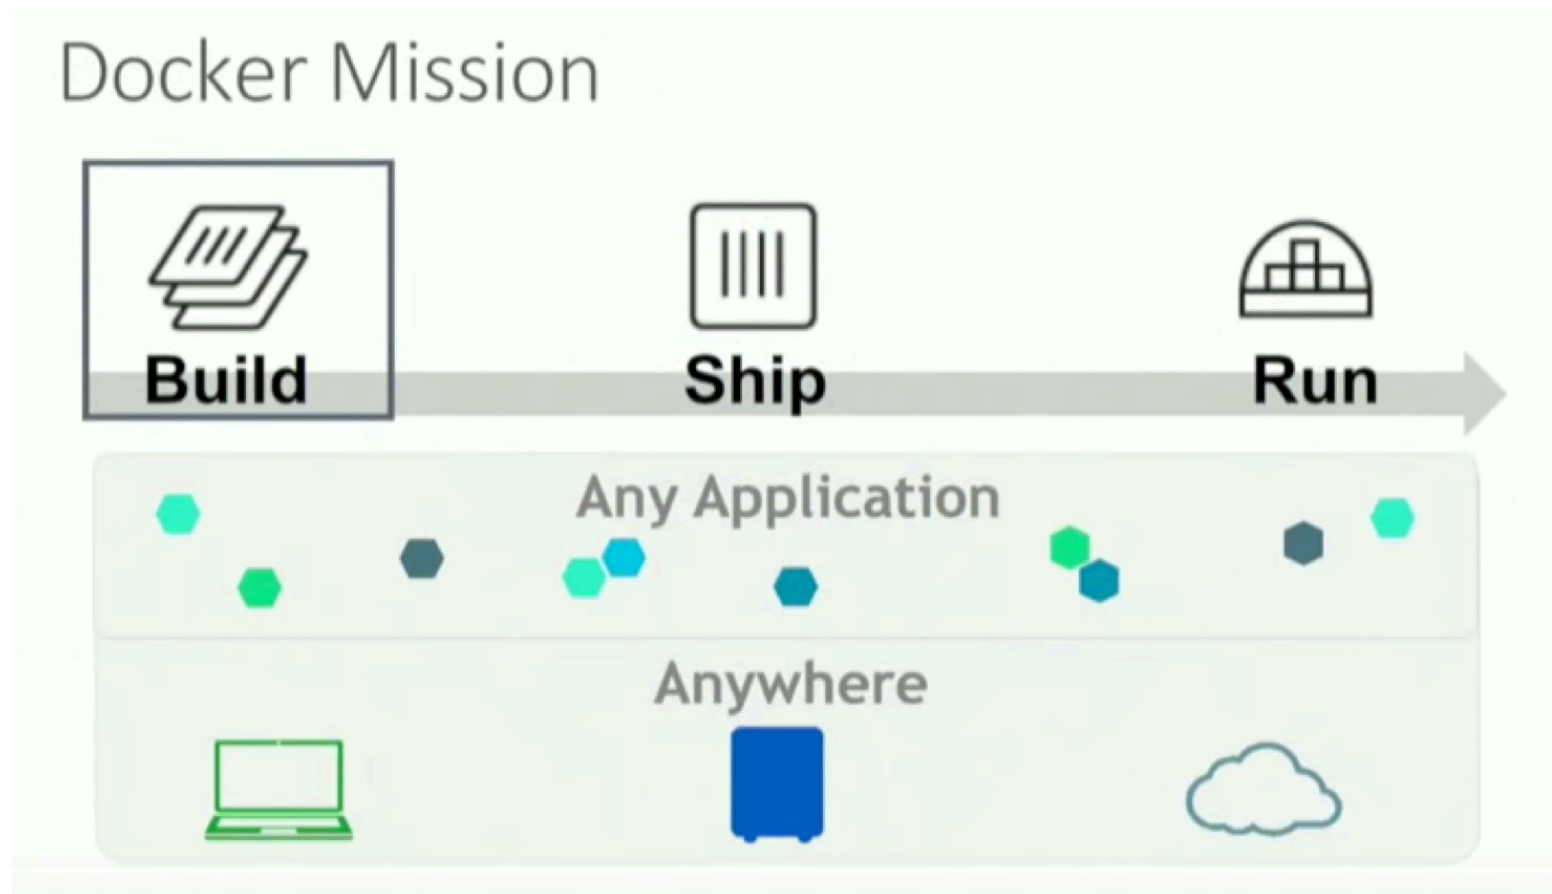 Docker Mission
Build
Ship
Run
Any Application
Anywhere